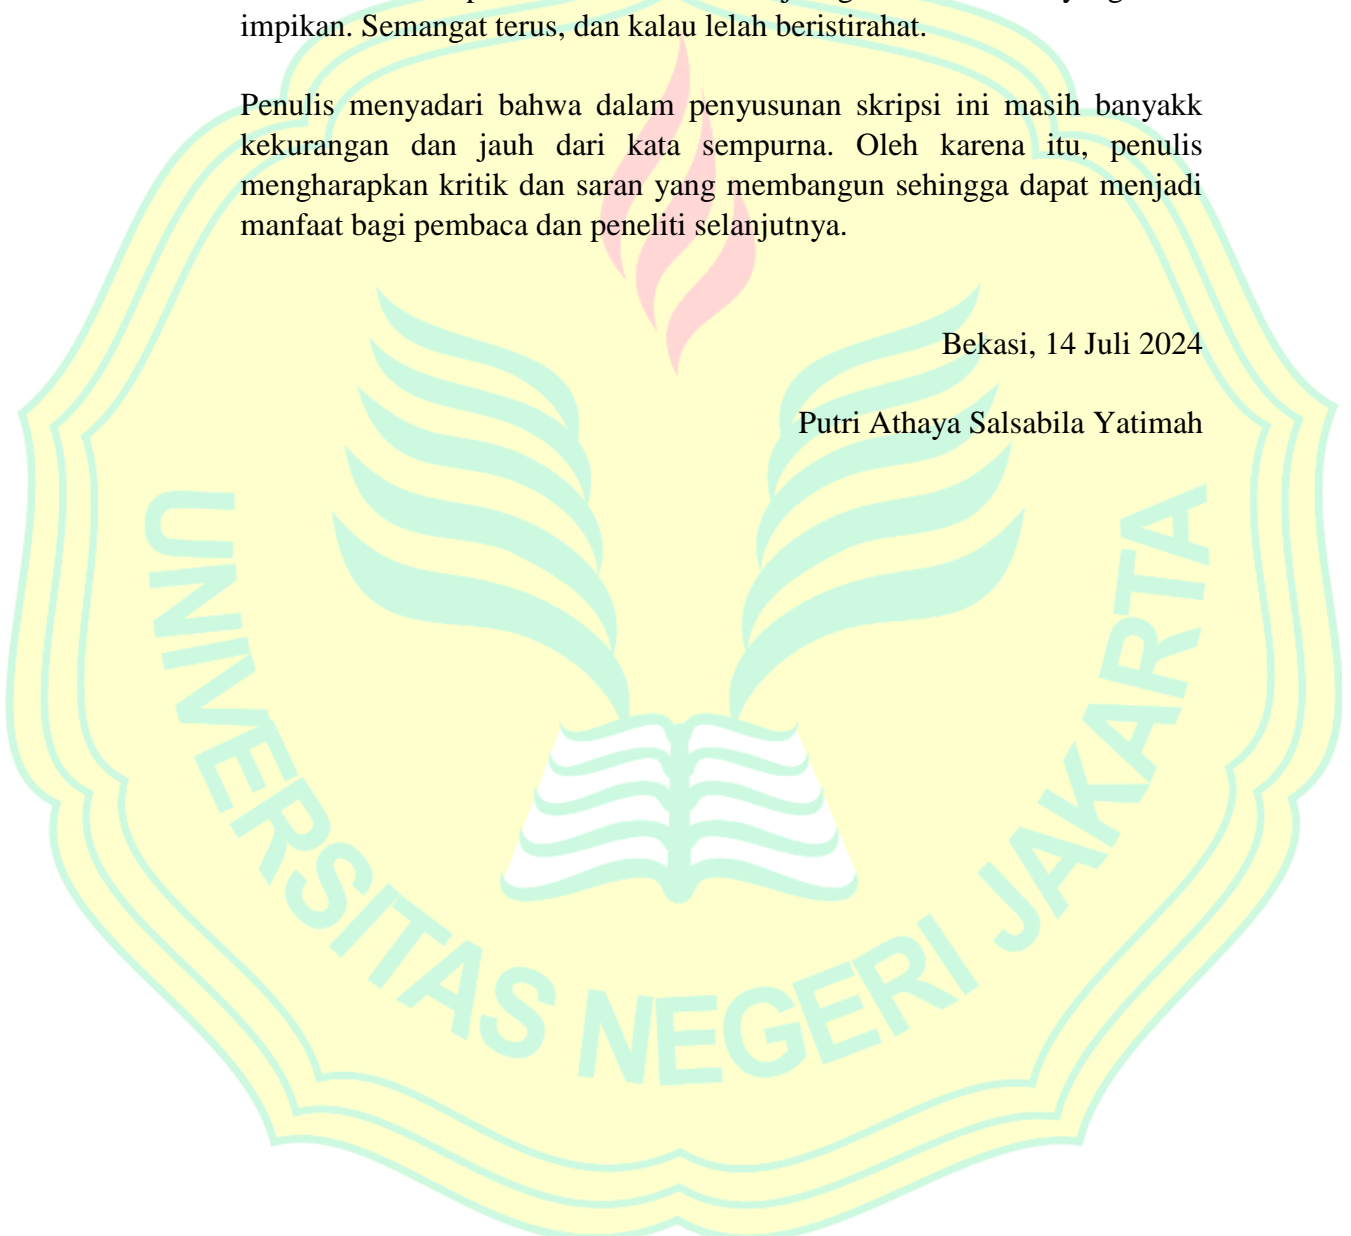 impikan. Semangat terus, dan kalau lelah beristirahat.
Penulis menyadari bahwa dalam penyusunan skripsi ini masih banyakk
kekurangan dan jauh dari kata sempurna. Oleh karena itu, penulis
mengharapkan kritik dan saran yang membangun sehingga dapat menjadi
manfaat bagi pembaca dan peneliti selanjutnya.
Bekasi, 14 Juli 2024
Putri Athaya Salsabila Yatimah
UNIVERSITAS NEGERI JAKARTA